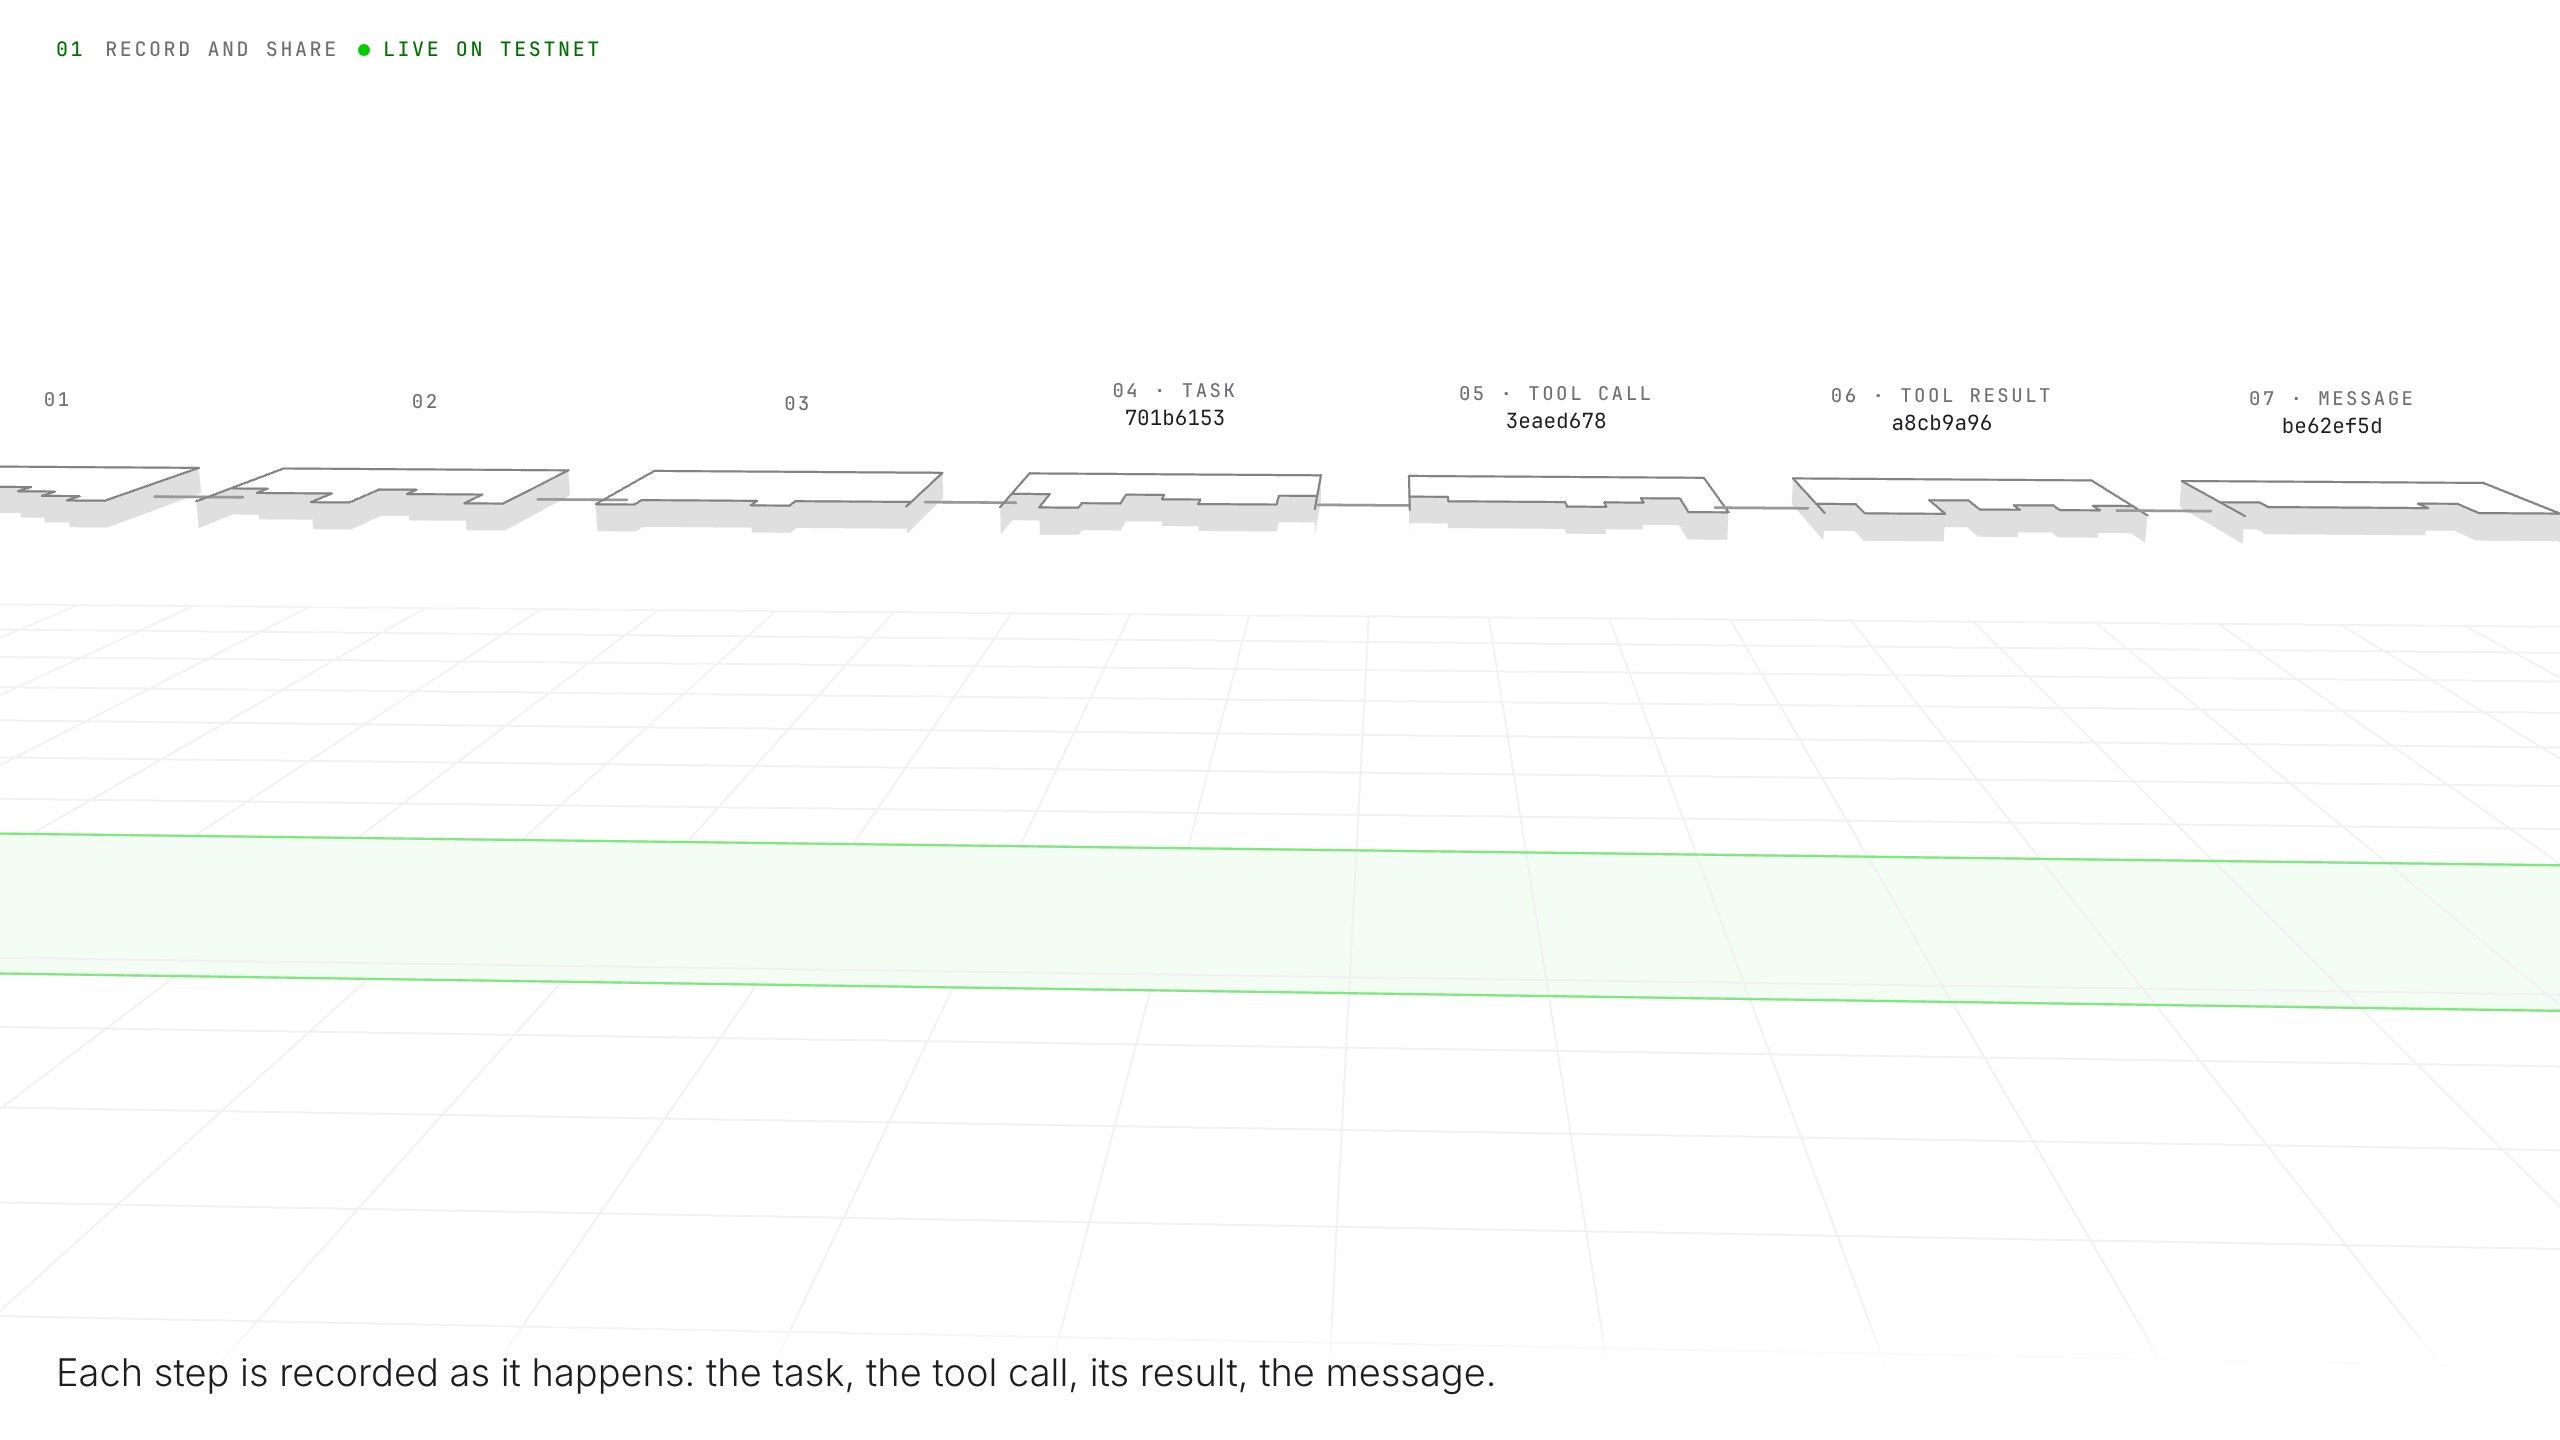 01 RECORD AND SHARE ● LIVE ON TESTNET
01
02
03
04 · TASK
701b6153
05 · TOOL CALL
3eaed678
06 · TOOL RESULT
a8cb9a96
07 · MESSAGE
be62ef5d
Each step is recorded as it happens: the task, the tool call, its result, the message.